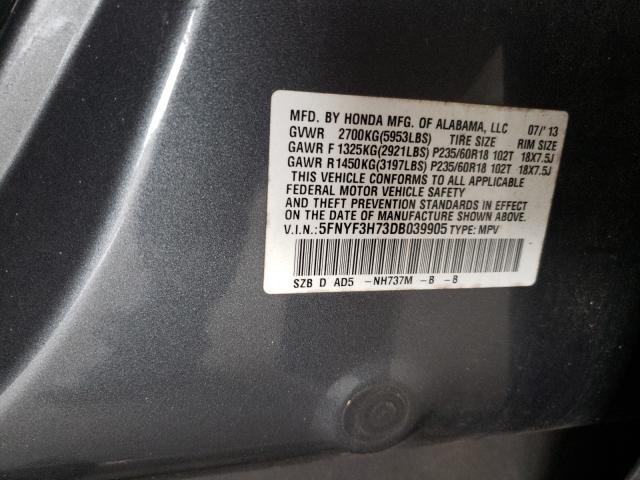 MFD. BY HONDA MFG. OF ALABAMA, LLC 07/'13
GVWR 2700KG(5953LBS) TIRE SIZE RIM SIZE
GAWR F 1325KG(2921LBS) P235/60R18 102T 18X7.5J
GAWR R1450KG(3197LBS) P235/60R18 102T 18X7.5J
THIS VEHICLE CONFORMS TO ALL APPLICABLE
FEDERAL MOTOR VEHICLE SAFETY
AND THEFT PREVENTION STANDARDS IN EFFECT
ON THE DATE OF MANUFACTURE SHOWN ABOVE.
V.I.N.:5FNYF3H73DB039905 TYPE: MPV
SZB D AD5 -NH737M -B -8